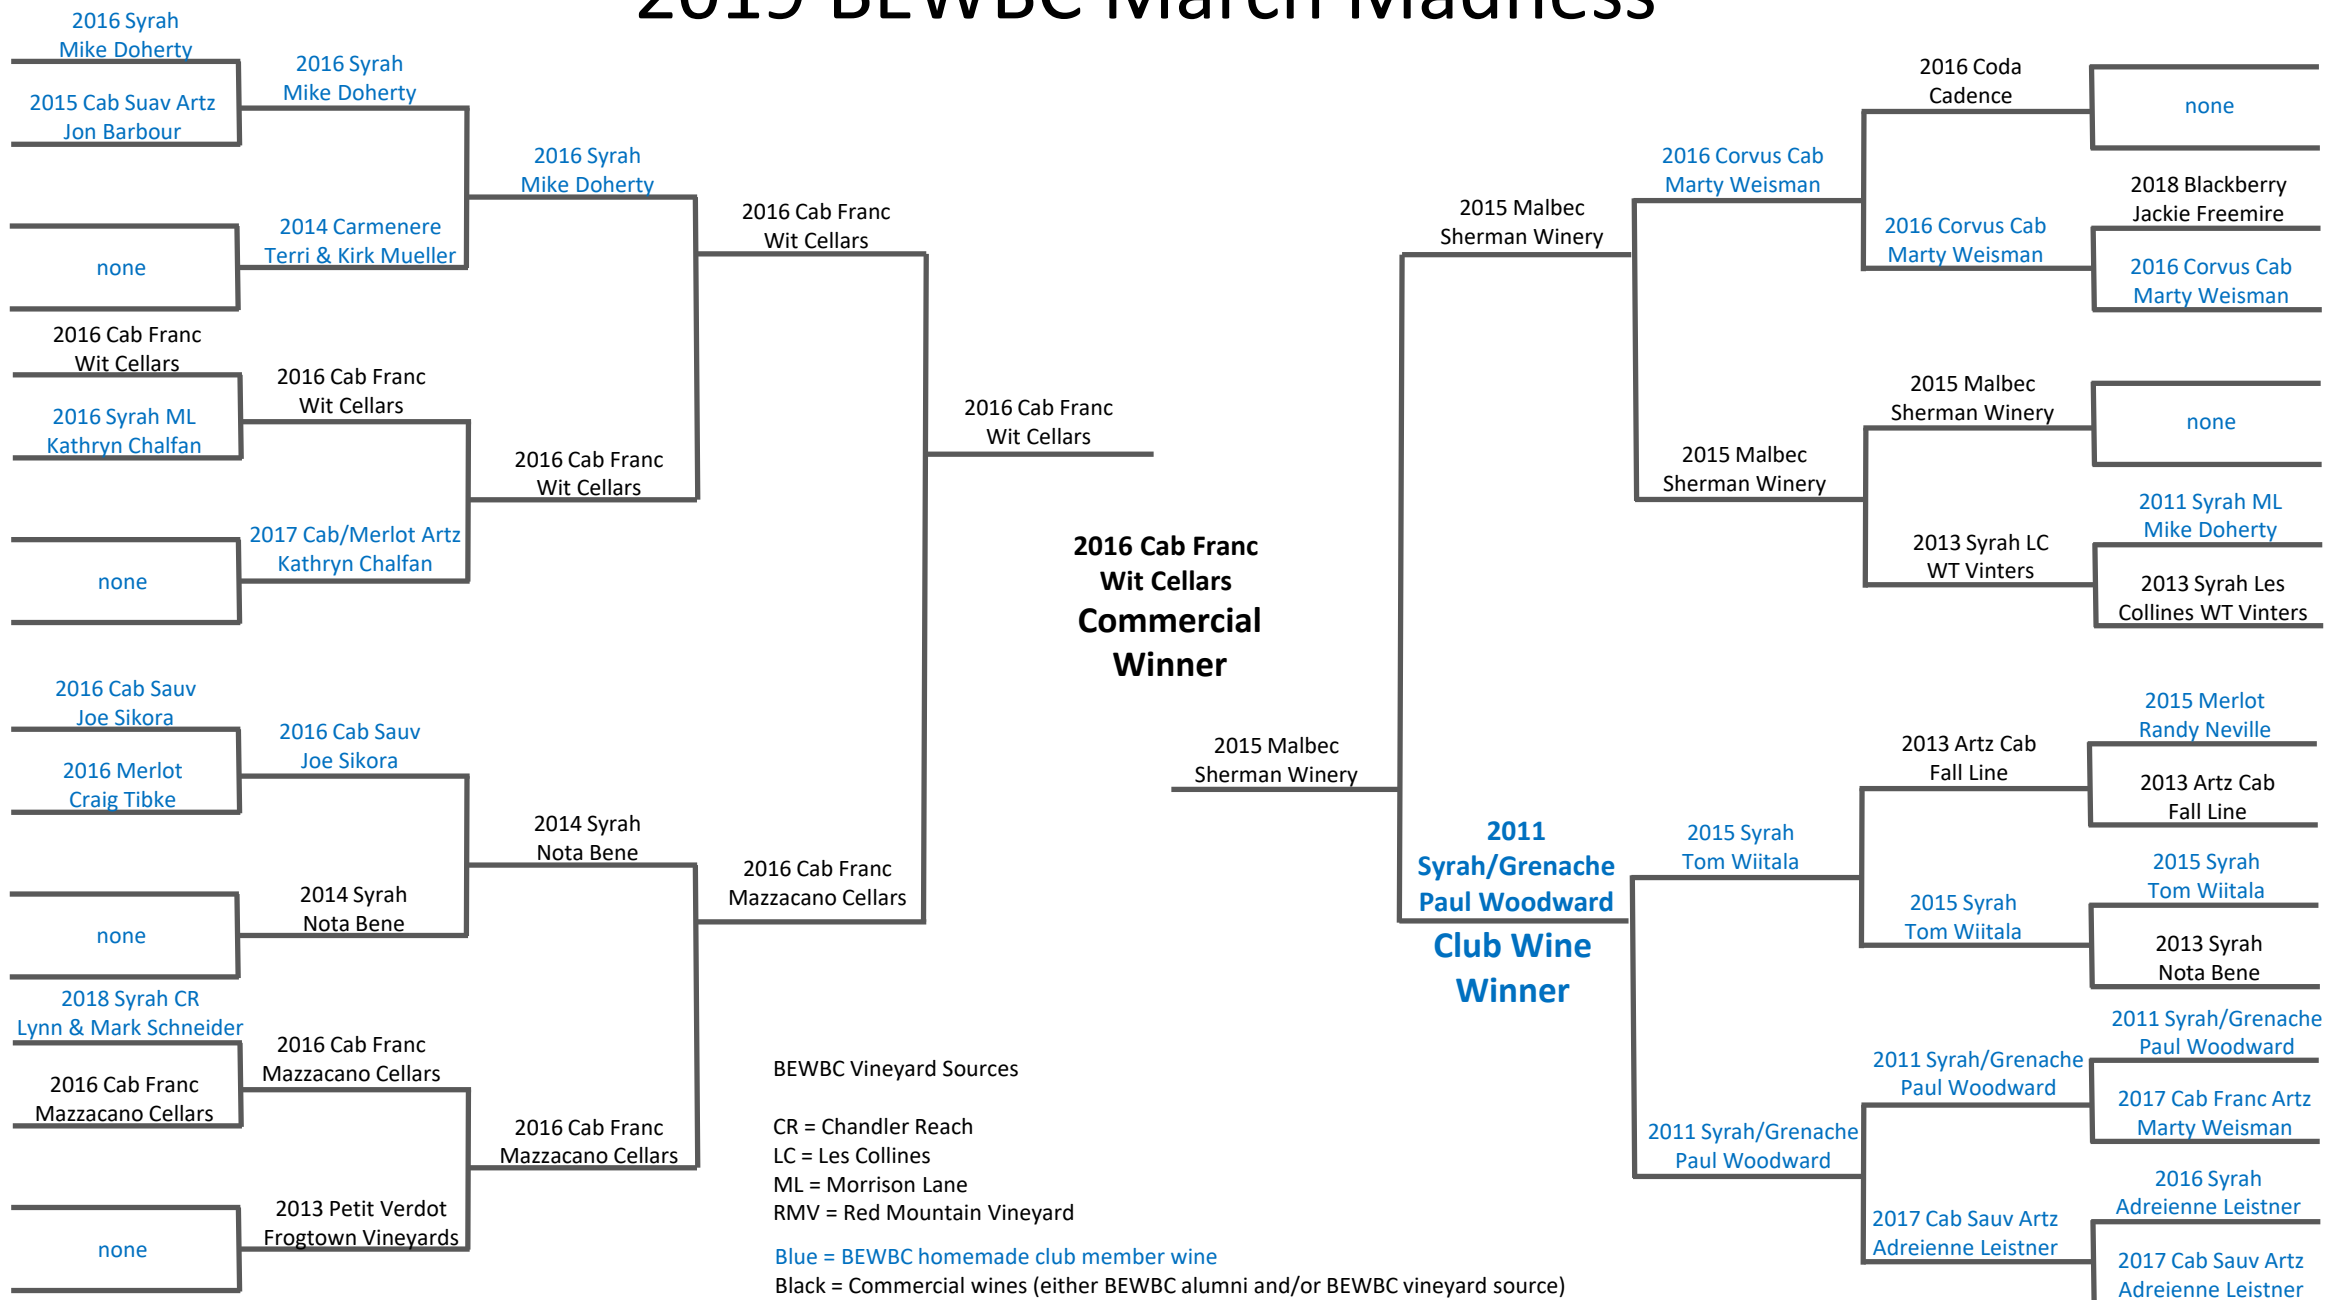 2019 BEWBC March Madness
2016 Syrah
Mike Doherty
2015 Cab Suav Artz
Jon Barbour
none
2016 Cab Franc
Wit Cellars
2016 Syrah ML
Kathryn Chalfan
none
2016 Cab Sauv
Joe Sikora
2016 Merlot
Craig Tibke
none
2018 Syrah CR
Lynn & Mark Schneider
2016 Cab Franc
Mazzacano Cellars
none
2016 Syrah
Mike Doherty
2014 Carmenere
Terri & Kirk Mueller
2016 Cab Franc
Wit Cellars
2017 Cab/Merlot Artz
Kathryn Chalfan
2016 Cab Sauv
Joe Sikora
2014 Syrah
Nota Bene
2016 Cab Franc
Mazzacano Cellars
2013 Petit Verdot
Frogtown Vineyards
2016 Syrah
Mike Doherty
2016 Cab Franc
Wit Cellars
2014 Syrah
Nota Bene
2016 Cab Franc
Mazzacano Cellars
2016 Cab Franc
Wit Cellars
2016 Cab Franc
Mazzacano Cellars
2016 Cab Franc
Wit Cellars
2016 Cab Franc
Wit Cellars
Commercial
Winner
2015 Malbec
Sherman Winery
2015 Malbec
Sherman Winery
2011
Syrah/Grenache
Paul Woodward
Club Wine
Winner
2016 Corvus Cab
Marty Weisman
2015 Malbec
Sherman Winery
2015 Syrah
Tom Wiitala
2011 Syrah/Grenache
Paul Woodward
2016 Coda
Cadence
2016 Corvus Cab
Marty Weisman
2015 Malbec
Sherman Winery
2013 Syrah LC
WT Vinters
2013 Artz Cab
Fall Line
2015 Syrah
Tom Wiitala
2011 Syrah/Grenache
Paul Woodward
2017 Cab Sauv Artz
Adreienne Leistner
none
2018 Blackberry
Jackie Freemire
2016 Corvus Cab
Marty Weisman
none
2011 Syrah ML
Mike Doherty
2013 Syrah Les
Collines WT Vinters
2015 Merlot
Randy Neville
2013 Artz Cab
Fall Line
2015 Syrah
Tom Wiitala
2013 Syrah
Nota Bene
2011 Syrah/Grenache
Paul Woodward
2017 Cab Franc Artz
Marty Weisman
2016 Syrah
Adreienne Leistner
2017 Cab Sauv Artz
Adreienne Leistner
BEWBC Vineyard Sources
CR = Chandler Reach
LC = Les Collines
ML = Morrison Lane
RMV = Red Mountain Vineyard
Blue = BEWBC homemade club member wine
Black = Commercial wines (either BEWBC alumni and/or BEWBC vineyard source)